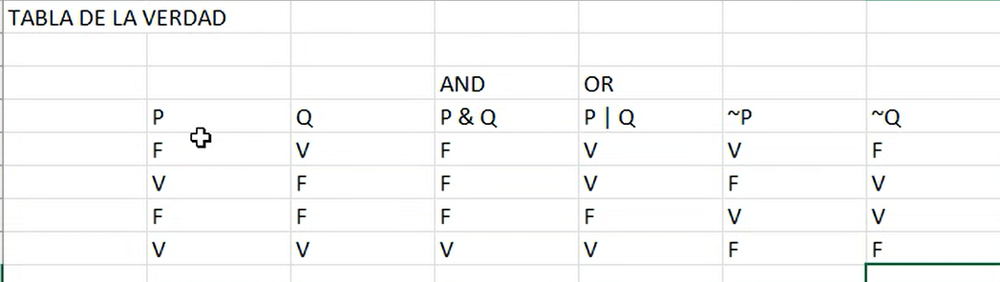 TABLA DE LA VERDAD
AND OR
P Q P & Q P | Q ~P ~Q
F V F V V F
V F F V F V
F F F F V V
V V V V F F